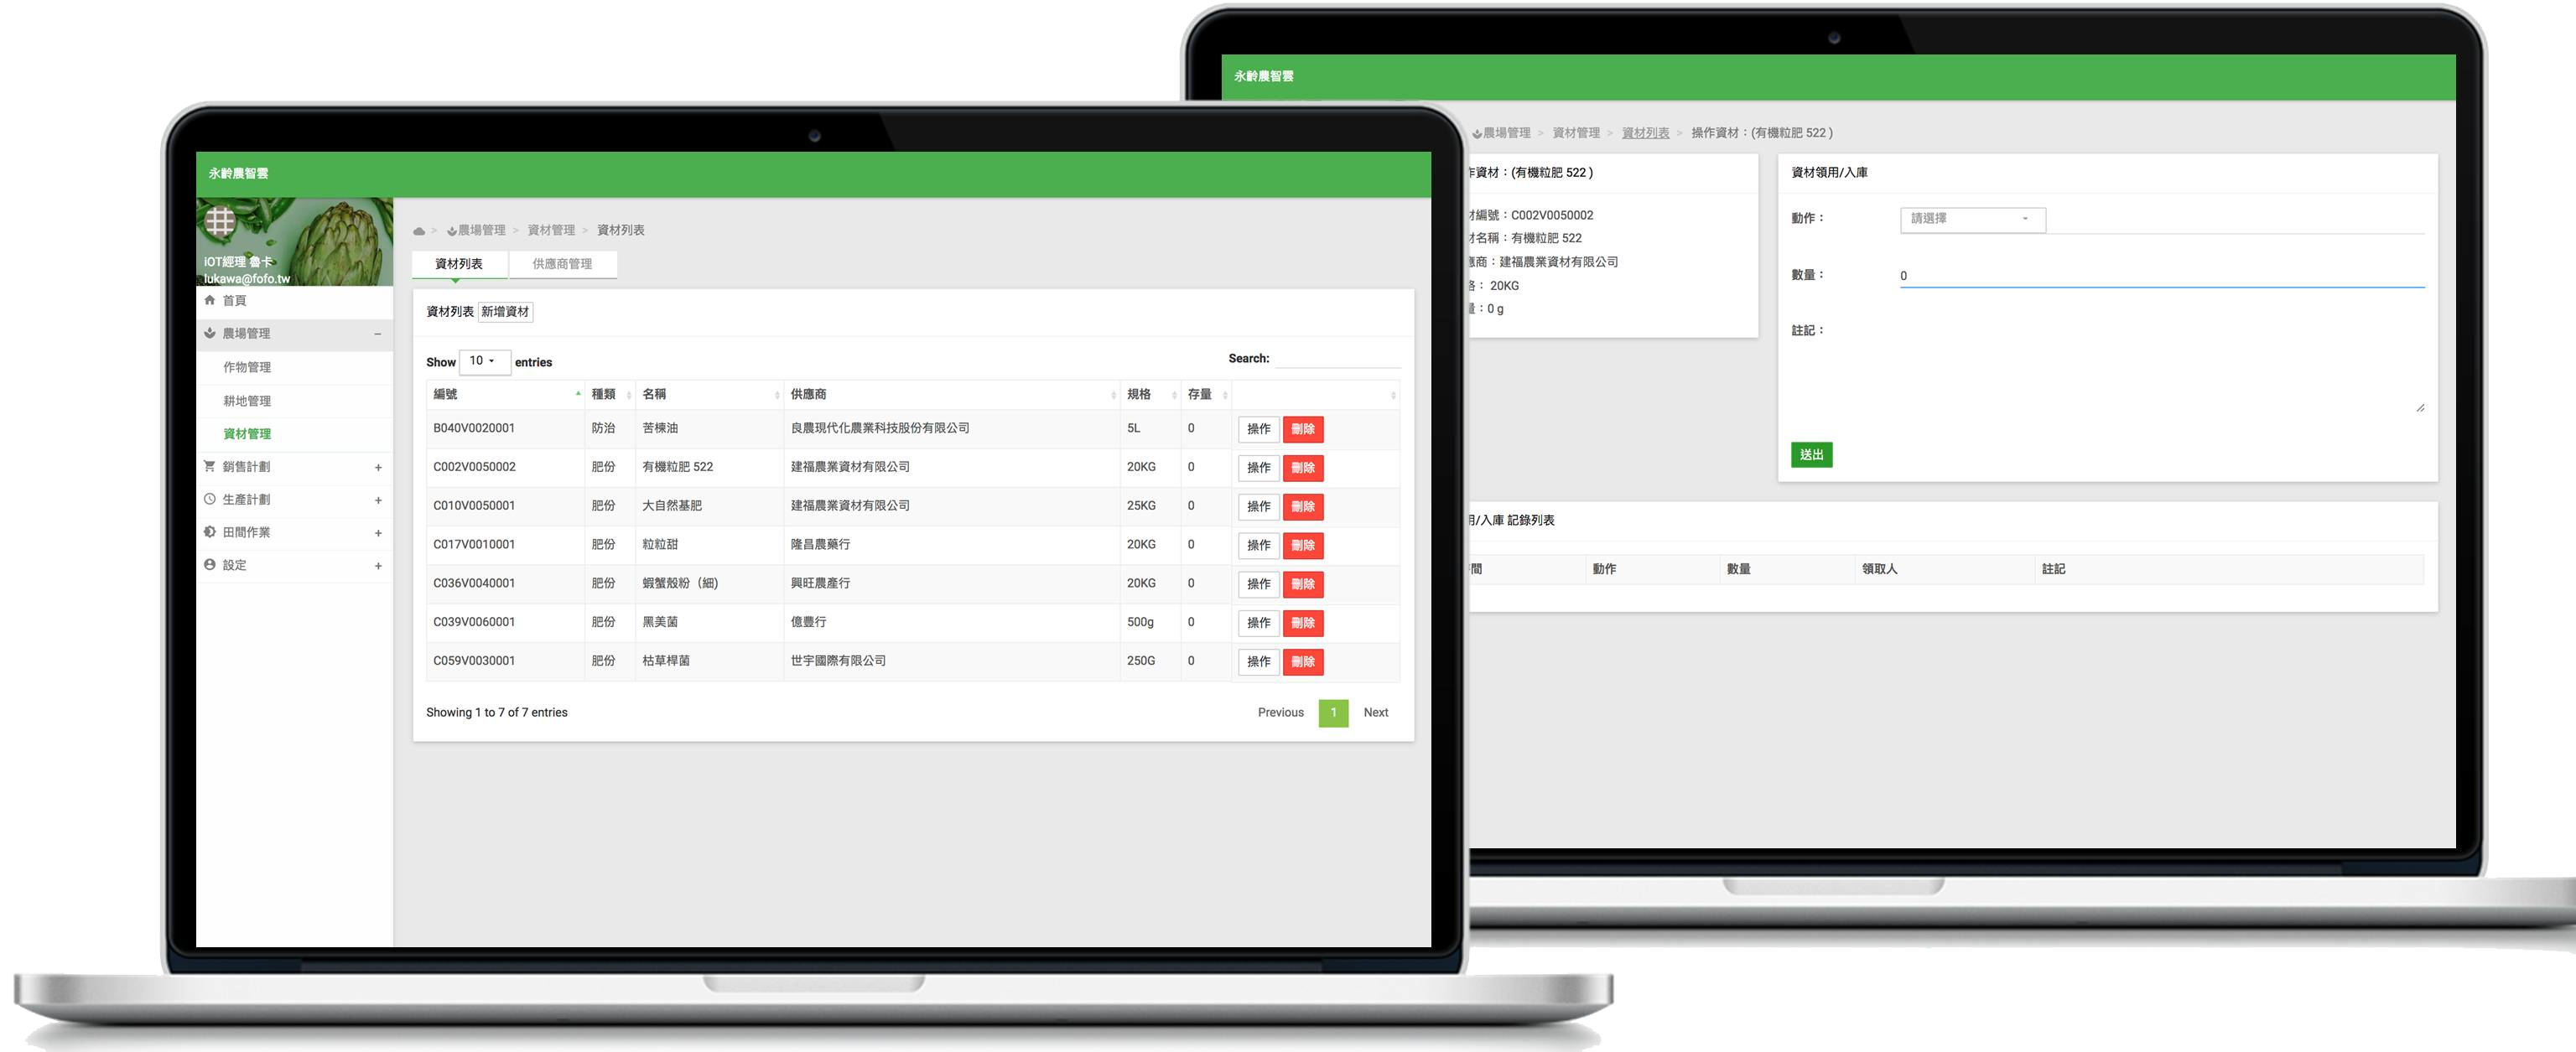 永齡農智雲
iOT經理 魯卡
lukawa@fofo.tw
首頁
農場管理 −
作物管理
耕地管理
資材管理
銷售計劃 +
生產計劃 +
田間作業 +
設定 +
> 農場管理 > 資材管理 > 資材列表
資材列表 供應商管理
資材列表 新增資材
Show 10 entries Search:
編號 種類 名稱 供應商 規格 存量
B040V0020001 防治 苦楝油 良農現代化農業科技股份有限公司 5L 0 操作 刪除
C002V0050002 肥份 有機粒肥 522 建福農業資材有限公司 20KG 0 操作 刪除
C010V0050001 肥份 大自然基肥 建福農業資材有限公司 25KG 0 操作 刪除
C017V0010001 肥份 粒粒甜 隆昌農藥行 20KG 0 操作 刪除
C036V0040001 肥份 蝦蟹殼粉（細) 興旺農產行 20KG 0 操作 刪除
C039V0060001 肥份 黑美菌 億豐行 500g 0 操作 刪除
C059V0030001 肥份 枯草桿菌 世宇國際有限公司 250G 0 操作 刪除
Showing 1 to 7 of 7 entries Previous 1 Next
永齡農智雲
農場管理 > 資材管理 > 資材列表 > 操作資材：(有機粒肥 522 )
資材：(有機粒肥 522 )
編號：C002V0050002
名稱：有機粒肥 522
商：建福農業資材有限公司
：20KG
：0 g
資材領用/入庫
動作： 請選擇
數量： 0
註記：
送出
/入庫 記錄列表
間 動作 數量 領取人 註記